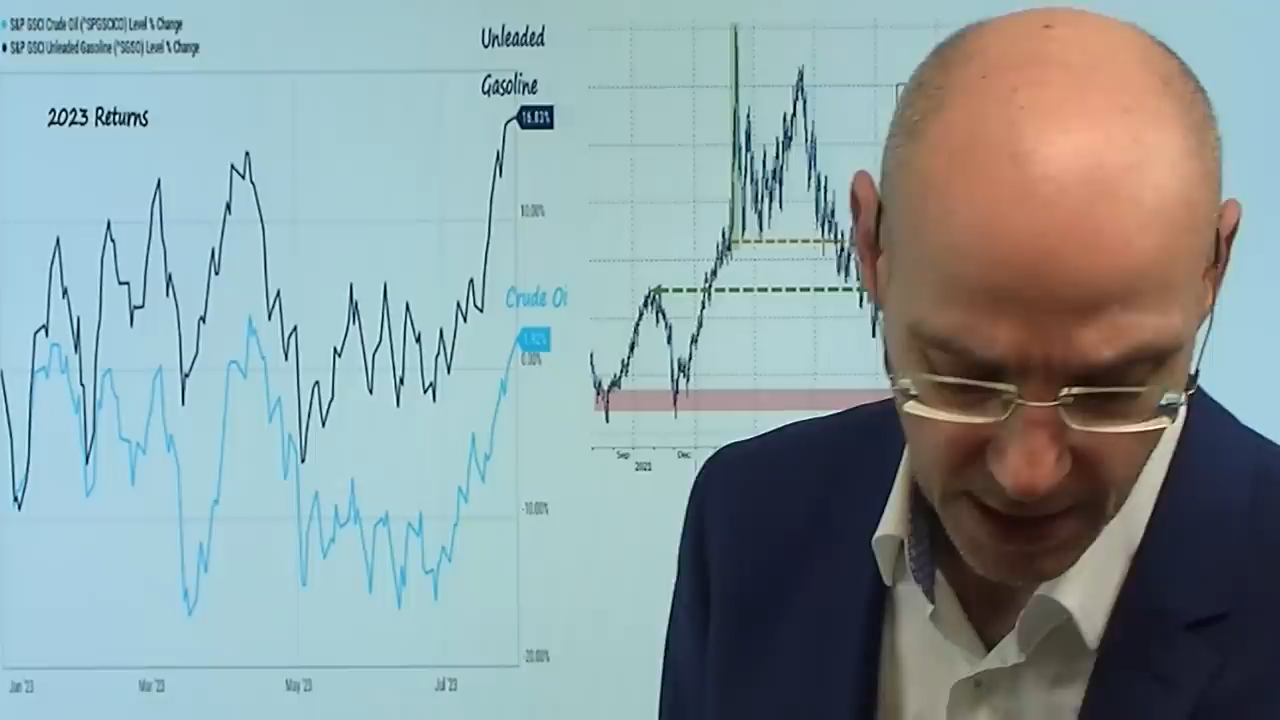 S&P GSCI Crude Oil (^SPGSCICO) Level % Change
S&P GSCI Unleaded Gasoline (^SGSO) Level % Change
Unleaded
Gasoline
2023 Returns
16.83%
10.00%
Crude Oi
1.92%
0.00%
-10.00%
-20.00%
Jan '23
Mar '23
May '23
Jul '23
Sep
Dec
2021